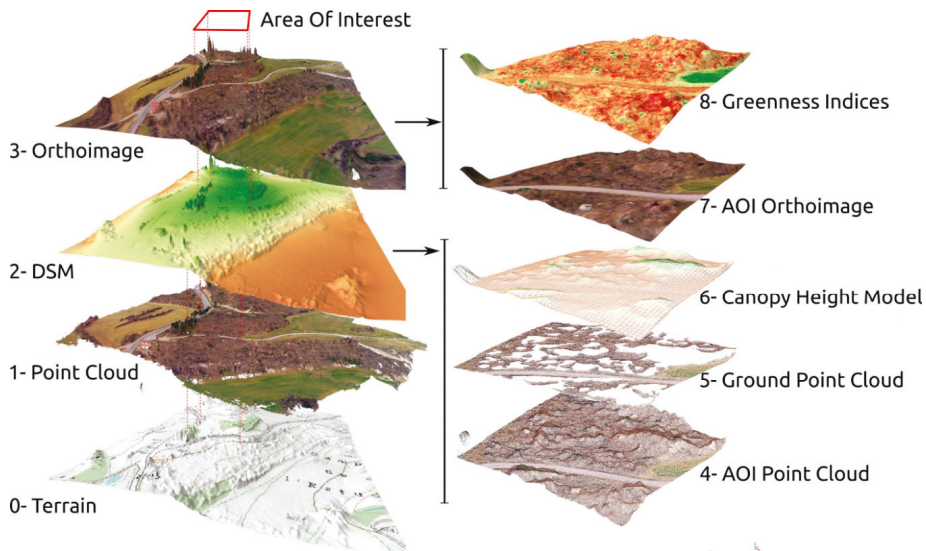 Area Of Interest
3- Orthoimage
2- DSM
1- Point Cloud
0- Terrain
8- Greenness Indices
7- AOI Orthoimage
6- Canopy Height Model
5- Ground Point Cloud
4- AOI Point Cloud